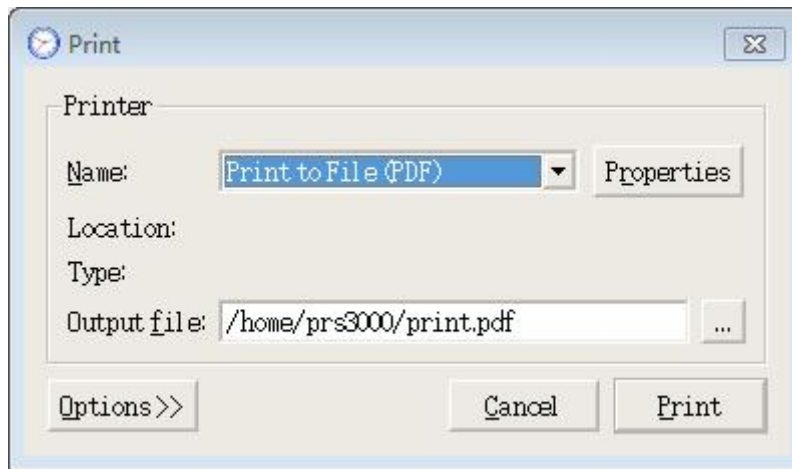 Print
Printer
Name: Print to File (PDF) Properties
Location:
Type:
Output file: /home/prs3000/print.pdf ...
Options>> Cancel Print